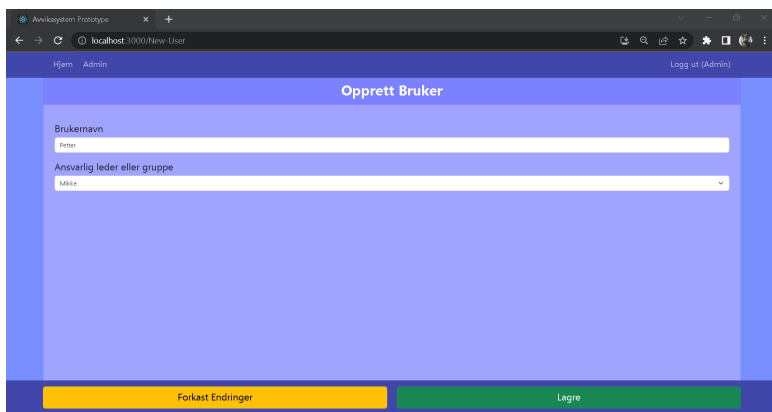 Avvikssystem Prototype
localhost:3000/New-User
Hjem Admin Logg ut (Admin)
Opprett Bruker
Brukernavn
Petter
Ansvarlig leder eller gruppe
Mikke
Forkast Endringer Lagre